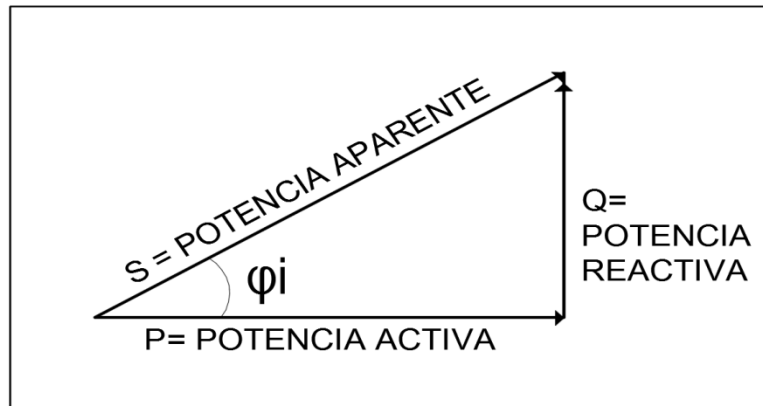 S = POTENCIA APARENTE
φi
Q=
POTENCIA
REACTIVA
P= POTENCIA ACTIVA